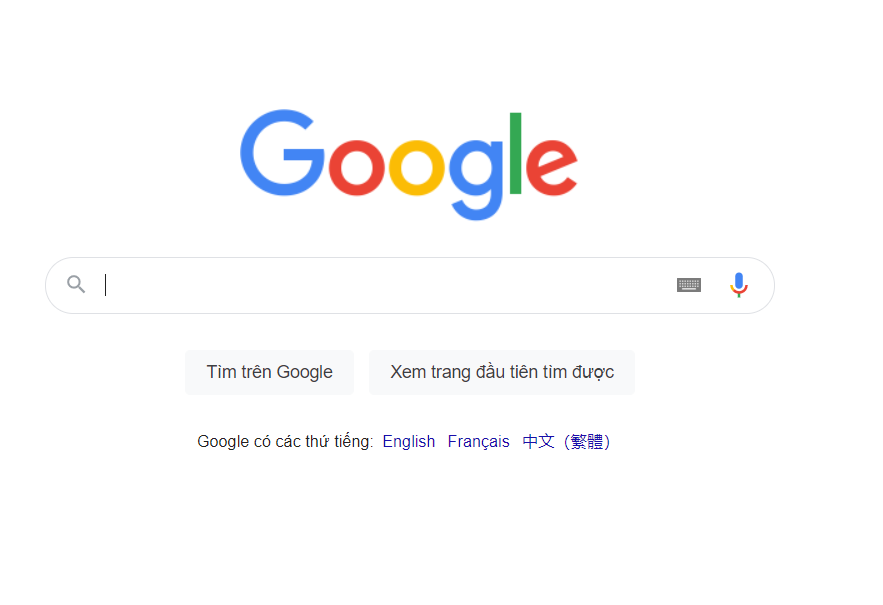 Google
Tìm trên Google
Xem trang đầu tiên tìm được
Google có các thứ tiếng: English Français 中文（繁體）